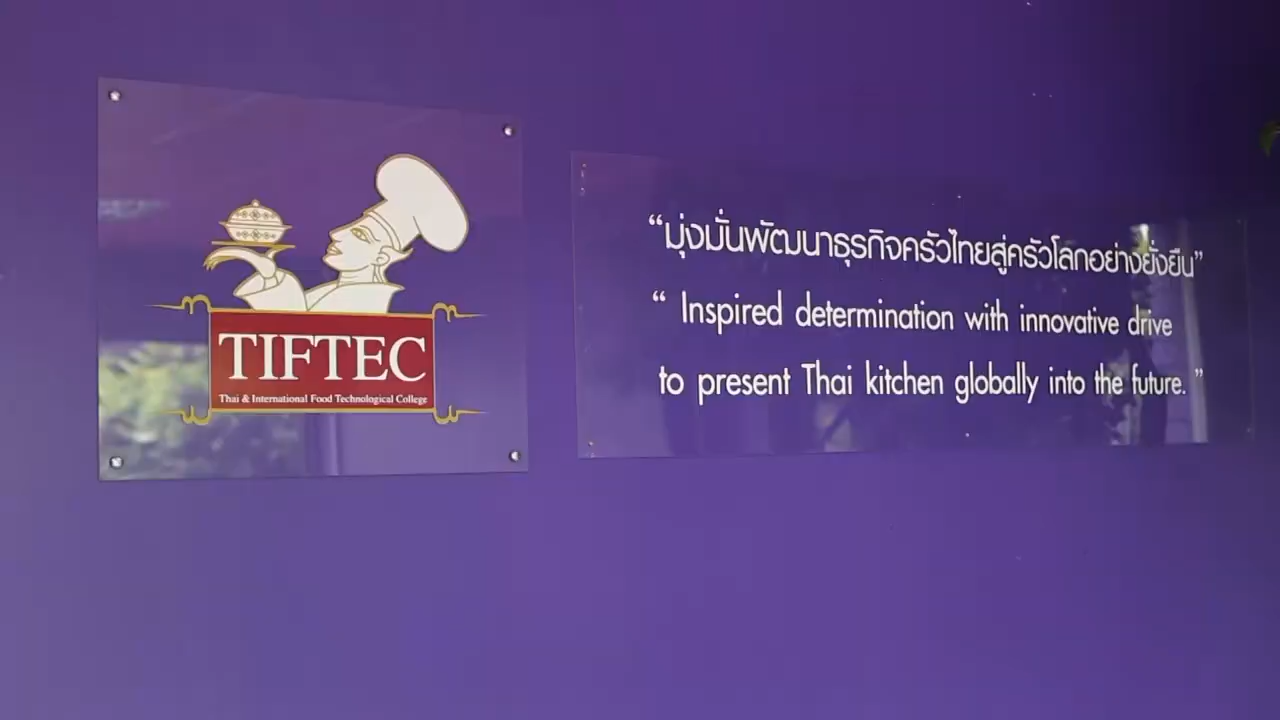 TIFTEC
Thai & International Food Technological College
“มุ่งมั่นพัฒนาธุรกิจครัวไทยสู่ครัวโลกอย่างยั่งยืน”
“ Inspired determination with innovative drive
to present Thai kitchen globally into the future. ”